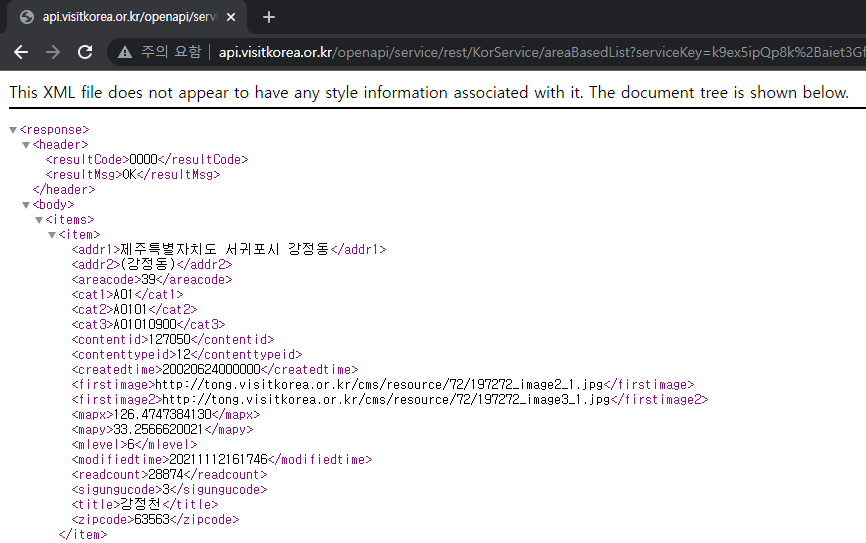 api.visitkorea.or.kr/openapi/serv
주의 요함 api.visitkorea.or.kr/openapi/service/rest/KorService/areaBasedList?serviceKey=k9ex5ipQp8k%2Baiet3Gf
This XML file does not appear to have any style information associated with it. The document tree is shown below.
<response>
<header>
<resultCode>0000</resultCode>
<resultMsg>OK</resultMsg>
</header>
<body>
<items>
<item>
<addr1>제주특별자치도 서귀포시 강정동</addr1>
<addr2>(강정동)</addr2>
<areacode>39</areacode>
<cat1>A01</cat1>
<cat2>A0101</cat2>
<cat3>A01010900</cat3>
<contentid>127050</contentid>
<contenttypeid>12</contenttypeid>
<createdtime>20020624000000</createdtime>
<firstimage>http://tong.visitkorea.or.kr/cms/resource/72/197272_image2_1.jpg</firstimage>
<firstimage2>http://tong.visitkorea.or.kr/cms/resource/72/197272_image3_1.jpg</firstimage2>
<mapx>126.4747384130</mapx>
<mapy>33.2566620021</mapy>
<mlevel>6</mlevel>
<modifiedtime>20211112161746</modifiedtime>
<readcount>28874</readcount>
<sigungucode>3</sigungucode>
<title>강정천</title>
<zipcode>63563</zipcode>
</item>